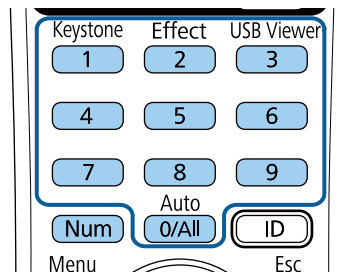 Keystone Effect USB Viewer
1 2 3
4 5 6
7 8 9
Auto
Num 0/All ID
Menu Esc